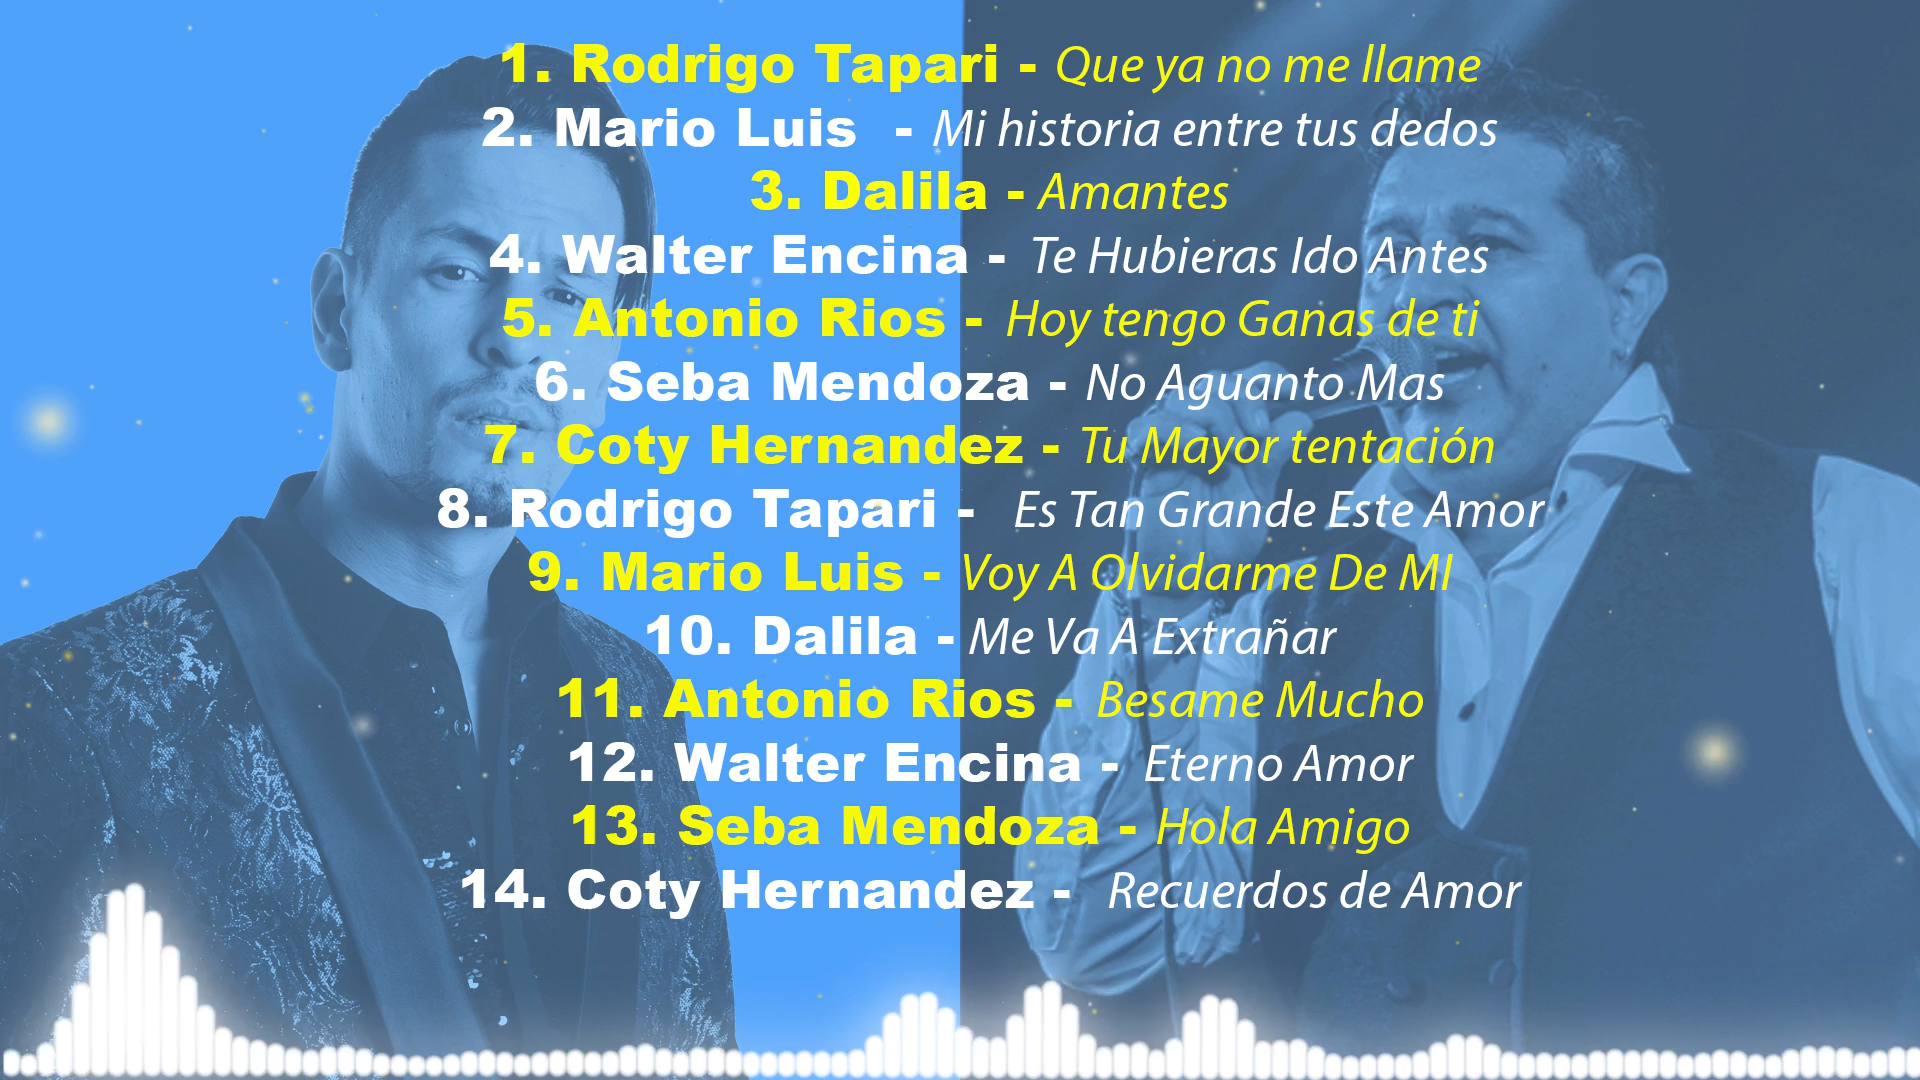 1. Rodrigo Tapari - Que ya no me llame
2. Mario Luis - Mi historia entre tus dedos
3. Dalila - Amantes
4. Walter Encina - Te Hubieras Ido Antes
5. Antonio Rios - Hoy tengo Ganas de ti
6. Seba Mendoza - No Aguanto Mas
7. Coty Hernandez - Tu Mayor tentación
8. Rodrigo Tapari - Es Tan Grande Este Amor
9. Mario Luis - Voy A Olvidarme De MI
10. Dalila - Me Va A Extrañar
11. Antonio Rios - Besame Mucho
12. Walter Encina - Eterno Amor
13. Seba Mendoza - Hola Amigo
14. Coty Hernandez - Recuerdos de Amor